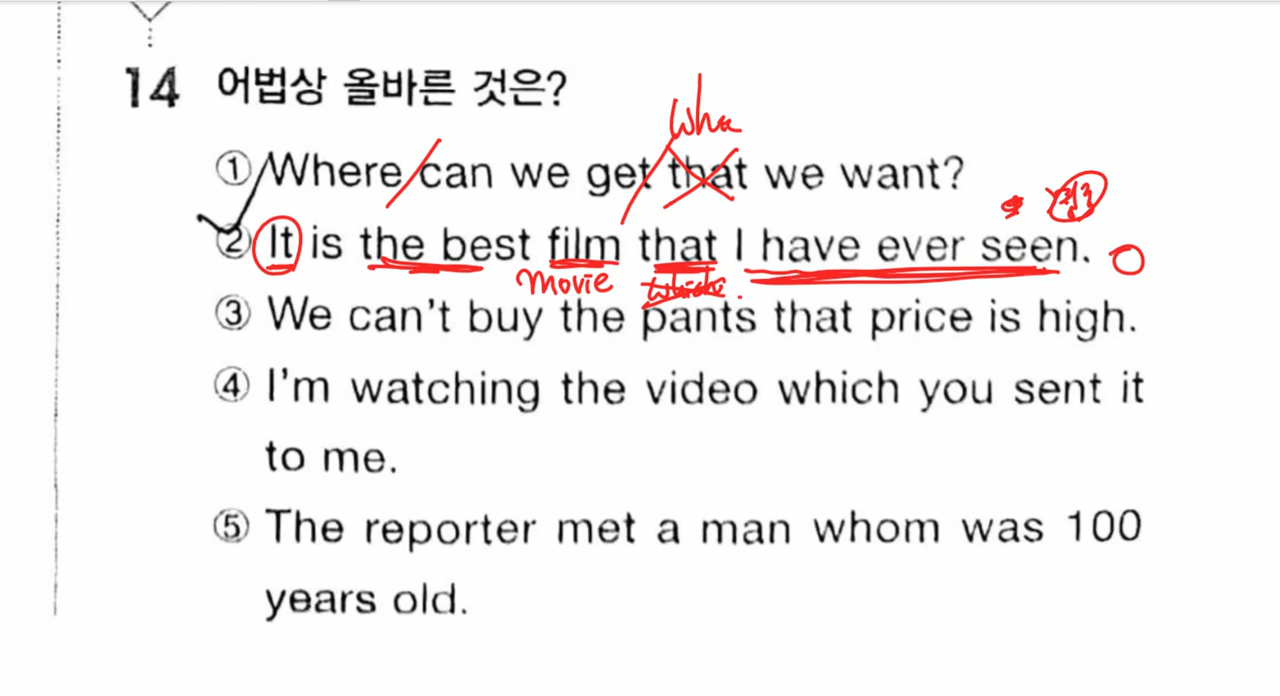 14 어법상 올바른 것은?
Wha
① Where can we get that we want?
② It is the best film that I have ever seen.
movie which
③ We can't buy the pants that price is high.
④ I'm watching the video which you sent it
to me.
⑤ The reporter met a man whom was 100
years old.